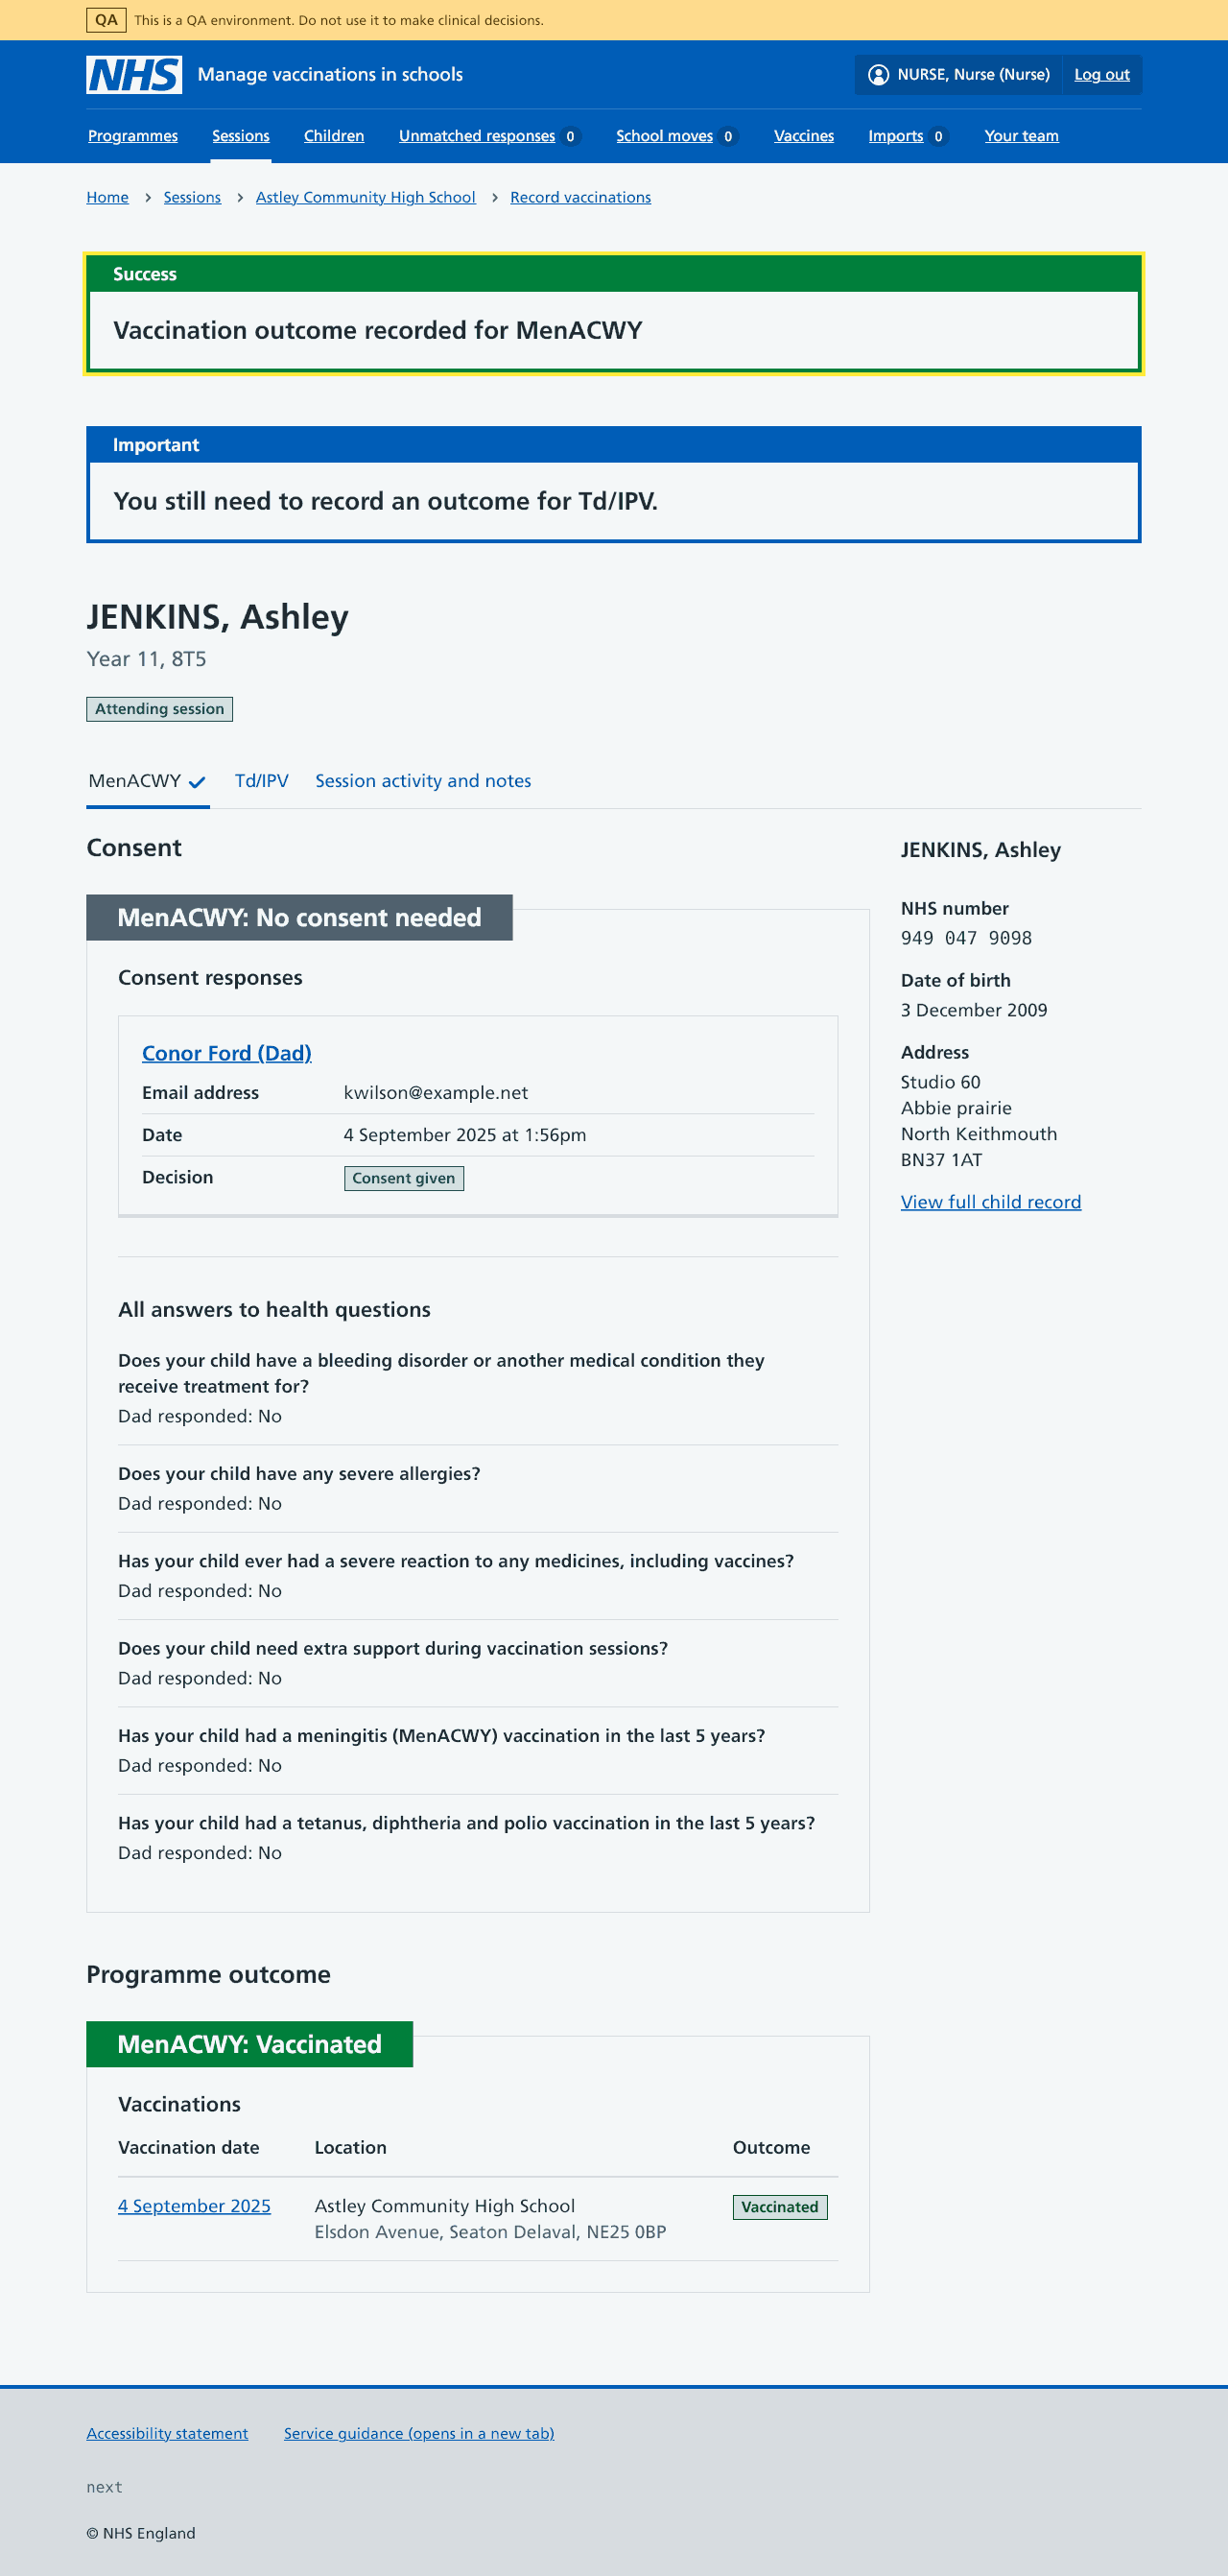 QA This is a QA environment. Do not use it to make clinical decisions.
NHS Manage vaccinations in schools NURSE, Nurse (Nurse) Log out
Programmes Sessions Children Unmatched responses 0 School moves 0 Vaccines Imports 0 Your team
Home Sessions Astley Community High School Record vaccinations
Success
Vaccination outcome recorded for MenACWY
Important
You still need to record an outcome for Td/IPV.
JENKINS, Ashley
Year 11, 8T5
Attending session
MenACWY Td/IPV Session activity and notes
Consent
MenACWY: No consent needed
Consent responses
Conor Ford (Dad)
Email address kwilson@example.net
Date 4 September 2025 at 1:56pm
Decision Consent given
All answers to health questions
Does your child have a bleeding disorder or another medical condition they
receive treatment for?
Dad responded: No
Does your child have any severe allergies?
Dad responded: No
Has your child ever had a severe reaction to any medicines, including vaccines?
Dad responded: No
Does your child need extra support during vaccination sessions?
Dad responded: No
Has your child had a meningitis (MenACWY) vaccination in the last 5 years?
Dad responded: No
Has your child had a tetanus, diphtheria and polio vaccination in the last 5 years?
Dad responded: No
JENKINS, Ashley
NHS number
949 047 9098
Date of birth
3 December 2009
Address
Studio 60
Abbie prairie
North Keithmouth
BN37 1AT
View full child record
Programme outcome
MenACWY: Vaccinated
Vaccinations
Vaccination date Location Outcome
4 September 2025 Astley Community High School Vaccinated
Elsdon Avenue, Seaton Delaval, NE25 0BP
Accessibility statement Service guidance (opens in a new tab)
next
© NHS England